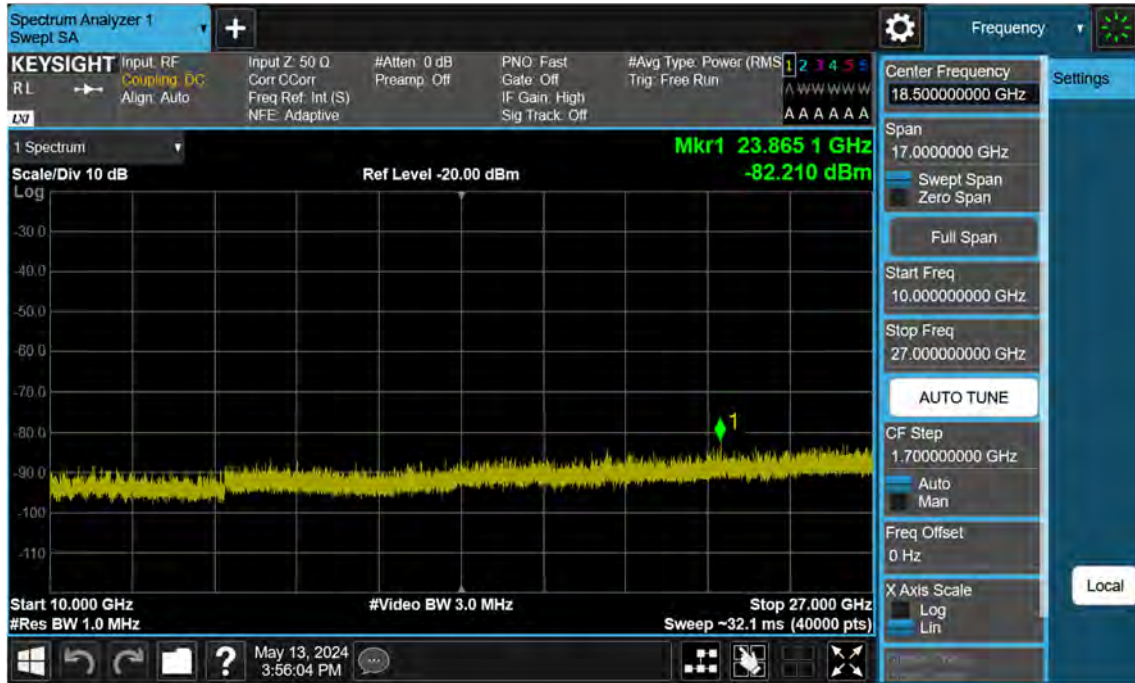 Spectrum Analyzer 1
Swept SA
Frequency
KEYSIGHT
RL
LXI
Input: RF
Coupling: DC
Align: Auto
Input Z: 50 Ω
Corr CCorr
Freq Ref: Int (S)
NFE: Adaptive
#Atten: 0 dB
Preamp: Off
PNO: Fast
Gate: Off
IF Gain: High
Sig Track: Off
#Avg Type: Power (RMS
Trig: Free Run
1 2 3 4 5 6
A W W W W W
A A A A A A
1 Spectrum
Mkr1 23.865 1 GHz
Scale/Div 10 dB
Ref Level -20.00 dBm
-82.210 dBm
Log
-30.0
-40.0
-50.0
-60.0
-70.0
-80.0
-90.0
-100
-110
1
Start 10.000 GHz
#Video BW 3.0 MHz
Stop 27.000 GHz
#Res BW 1.0 MHz
Sweep ~32.1 ms (40000 pts)
Center Frequency
18.500000000 GHz
Span
17.0000000 GHz
Swept Span
Zero Span
Full Span
Start Freq
10.000000000 GHz
Stop Freq
27.000000000 GHz
AUTO TUNE
CF Step
1.700000000 GHz
Auto
Man
Freq Offset
0 Hz
X Axis Scale
Log
Lin
Settings
Local
?
May 13, 2024
3:56:04 PM